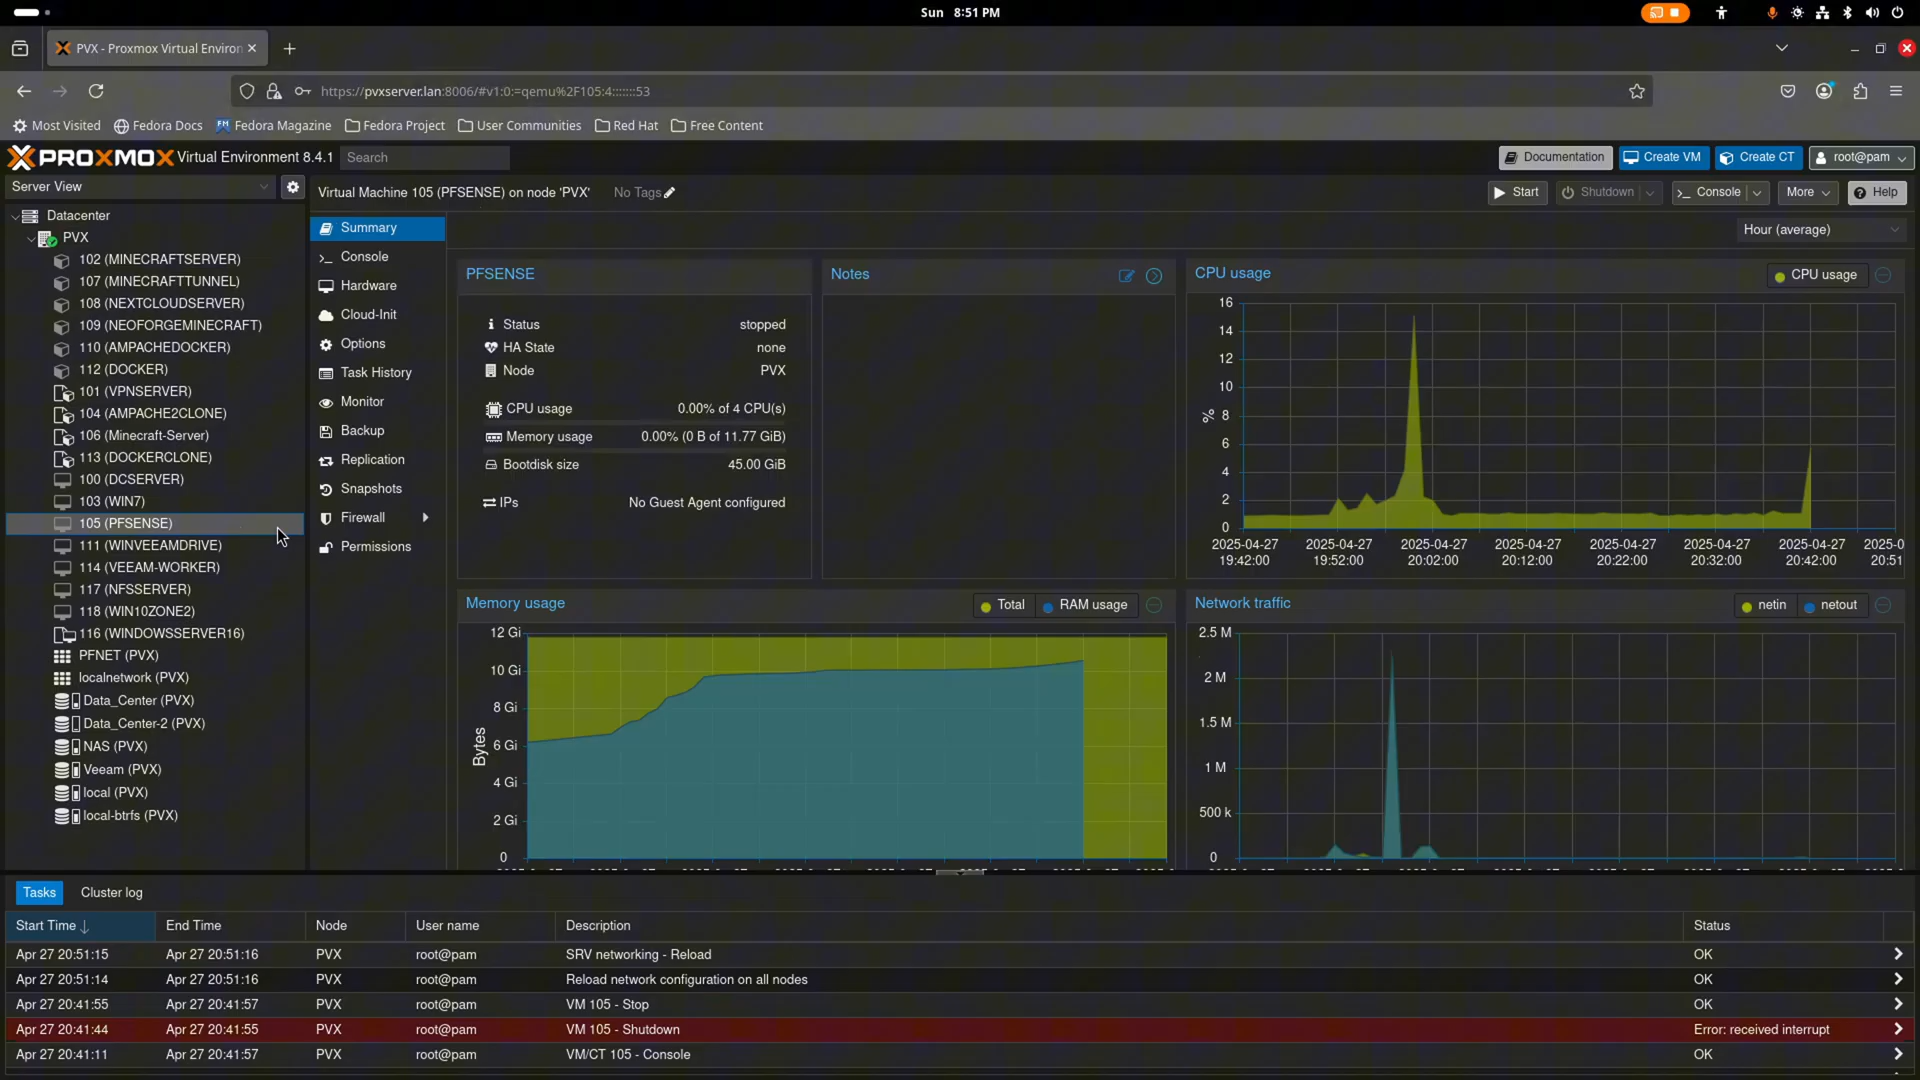 Sun 8:51 PM
PVX - Proxmox Virtual Environ
https://pvxserver.lan:8006/#v1:0:=qemu%2F105:4:::::::53
Most Visited
Fedora Docs
Fedora Magazine
Fedora Project
User Communities
Red Hat
Free Content
PROXMOX Virtual Environment 8.4.1
Search
Documentation
Create VM
Create CT
root@pam
Server View
Virtual Machine 105 (PFSENSE) on node 'PVX'
No Tags
Start
Shutdown
Console
More
Help
Datacenter
PVX
102 (MINECRAFTSERVER)
107 (MINECRAFTTUNNEL)
108 (NEXTCLOUDSERVER)
109 (NEOFORGEMINECRAFT)
110 (AMPACHEDOCKER)
112 (DOCKER)
101 (VPNSERVER)
104 (AMPACHE2CLONE)
106 (Minecraft-Server)
113 (DOCKERCLONE)
100 (DCSERVER)
103 (WIN7)
105 (PFSENSE)
111 (WINVEEAMDRIVE)
114 (VEEAM-WORKER)
117 (NFSSERVER)
118 (WIN10ZONE2)
116 (WINDOWSSERVER16)
PFNET (PVX)
localnetwork (PVX)
Data_Center (PVX)
Data_Center-2 (PVX)
NAS (PVX)
Veeam (PVX)
local (PVX)
local-btrfs (PVX)
Summary
Console
Hardware
Cloud-Init
Options
Task History
Monitor
Backup
Replication
Snapshots
Firewall
Permissions
Hour (average)
PFSENSE
Status stopped
HA State none
Node PVX
CPU usage 0.00% of 4 CPU(s)
Memory usage 0.00% (0 B of 11.77 GiB)
Bootdisk size 45.00 GiB
IPs No Guest Agent configured
Notes
CPU usage
CPU usage
16
14
12
10
8
6
4
2
0
%
2025-04-27 2025-04-27 2025-04-27 2025-04-27 2025-04-27 2025-04-27 2025-04-27 2025-0
19:42:00 19:52:00 20:02:00 20:12:00 20:22:00 20:32:00 20:42:00 20:51
Memory usage
Total
RAM usage
12 Gi
10 Gi
8 Gi
6 Gi
4 Gi
2 Gi
0
Bytes
Network traffic
netin
netout
2.5 M
2 M
1.5 M
1 M
500 k
0
Tasks
Cluster log
Start Time End Time Node User name Description Status
Apr 27 20:51:15 Apr 27 20:51:16 PVX root@pam SRV networking - Reload OK
Apr 27 20:51:14 Apr 27 20:51:16 PVX root@pam Reload network configuration on all nodes OK
Apr 27 20:41:55 Apr 27 20:41:57 PVX root@pam VM 105 - Stop OK
Apr 27 20:41:44 Apr 27 20:41:55 PVX root@pam VM 105 - Shutdown Error: received interrupt
Apr 27 20:41:11 Apr 27 20:41:57 PVX root@pam VM/CT 105 - Console OK